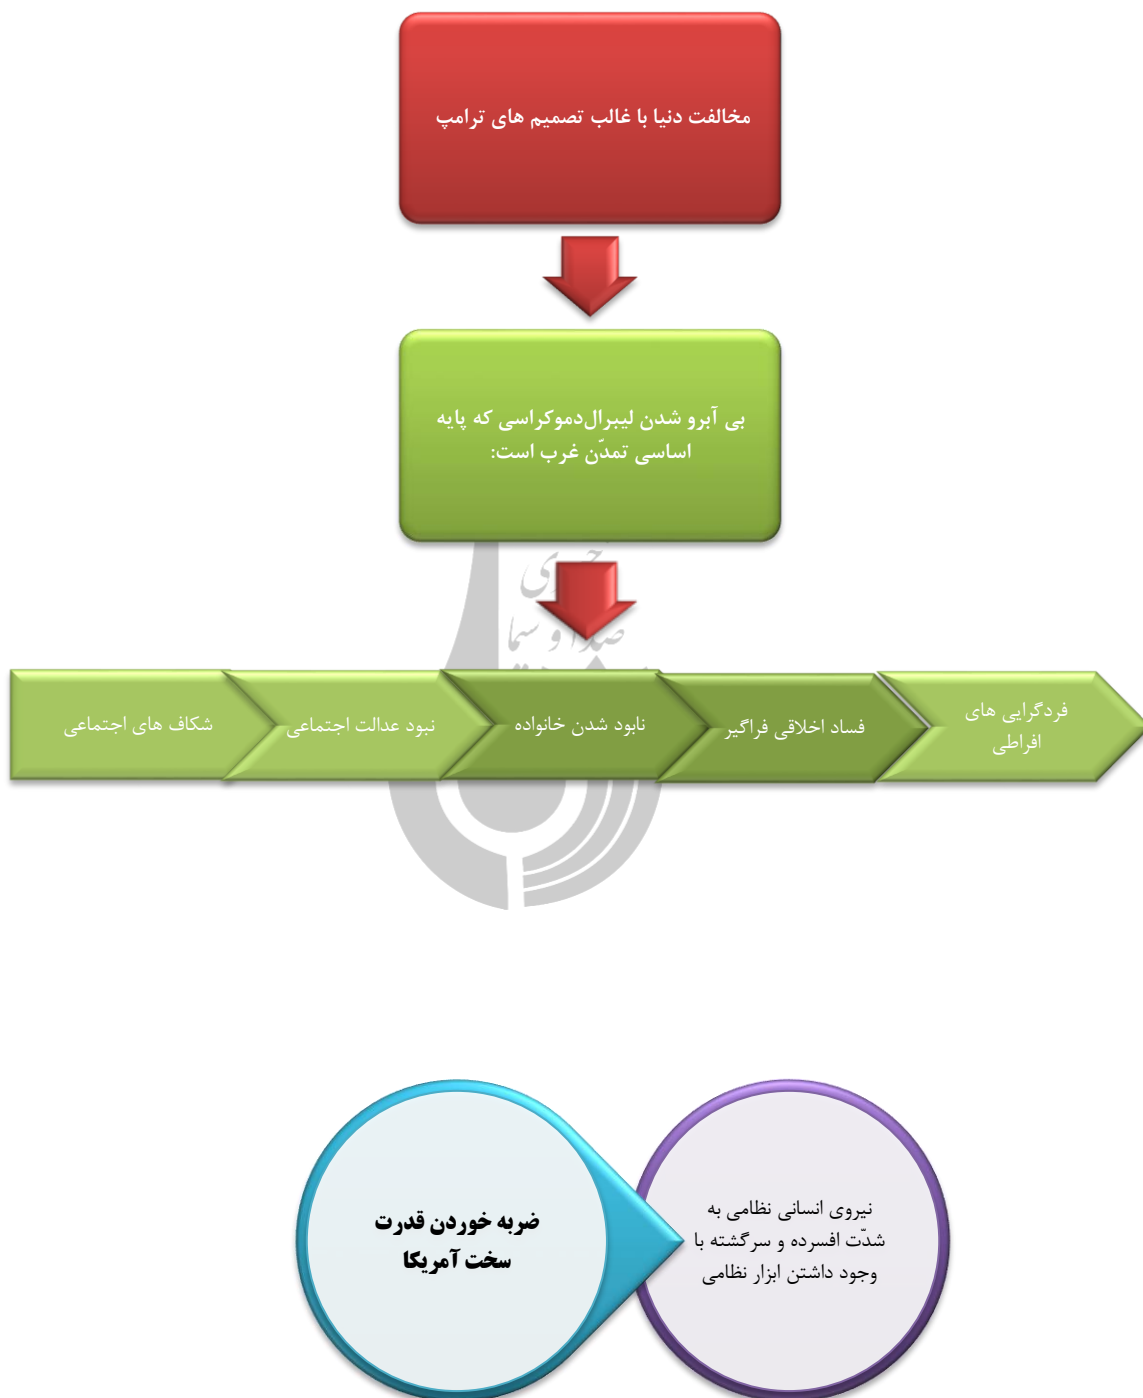 مخالفت دنیا با غالب تصمیم های ترامپ
بی آبرو شدن لیبرال‌دموکراسی که پایه
اساسی تمدّن غرب است:
صدا و سیما
فردگرایی های
افراطی
فساد اخلاقی فراگیر
نابود شدن خانواده
نبود عدالت اجتماعی
شکاف های اجتماعی
نیروی انسانی نظامی به
شدّت افسرده و سرگشته با
وجود داشتن ابزار نظامی
ضربه خوردن قدرت
سخت آمریکا